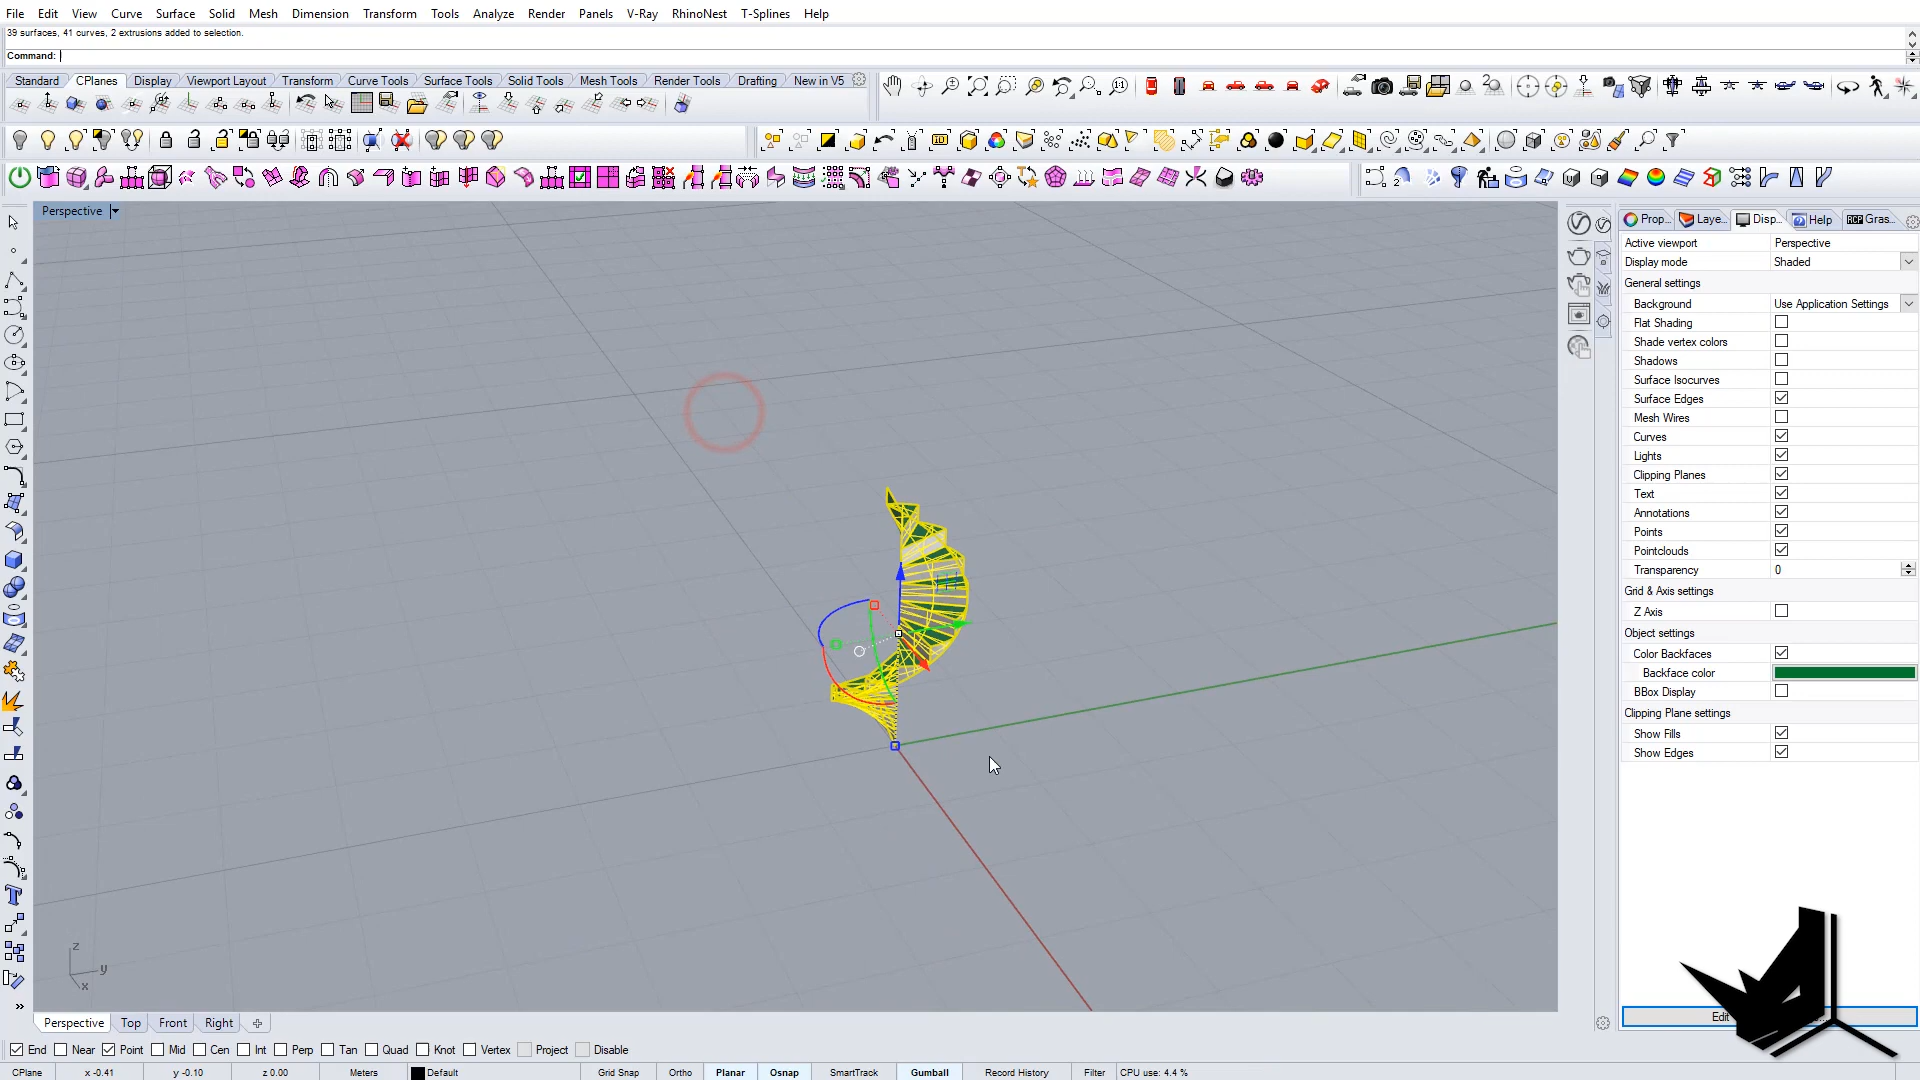 File Edit View Curve Surface Solid Mesh Dimension Transform Tools Analyze Render Panels V-Ray RhinoNest T-Splines Help
39 surfaces, 41 curves, 2 extrusions added to selection.
Command:
Standard CPlanes Display Viewport Layout Transform Curve Tools Surface Tools Solid Tools Mesh Tools Render Tools Drafting New in V5
Perspective
Prop... Laye... Disp... Help Gras...
Active viewport Perspective
Display mode Shaded
General settings
Background Use Application Settings
Flat Shading
Shade vertex colors
Shadows
Surface Isocurves
Surface Edges
Mesh Wires
Curves
Lights
Clipping Planes
Text
Annotations
Points
Pointclouds
Transparency 0
Grid & Axis settings
Z Axis
Object settings
Color Backfaces
Backface color
BBox Display
Clipping Plane settings
Show Fills
Show Edges
Edit
z
y
x
Perspective Top Front Right
End Near Point Mid Cen Int Perp Tan Quad Knot Vertex Project Disable
CPlane x -0.41 y -0.10 z 0.00 Meters Default Grid Snap Ortho Planar Osnap SmartTrack Gumball Record History Filter CPU use: 4.4 %